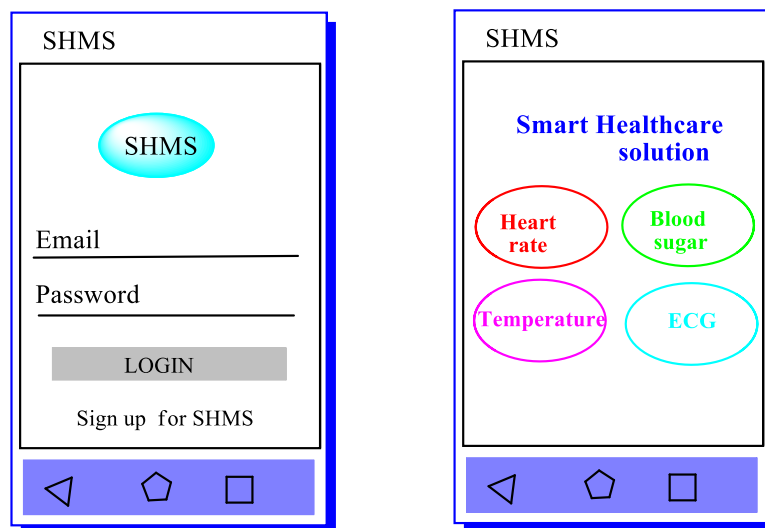 SHMS
SHMS
Email
Password
LOGIN
Sign up for SHMS
SHMS
Smart Healthcare
solution
Heart
rate
Blood
sugar
Temperature
ECG